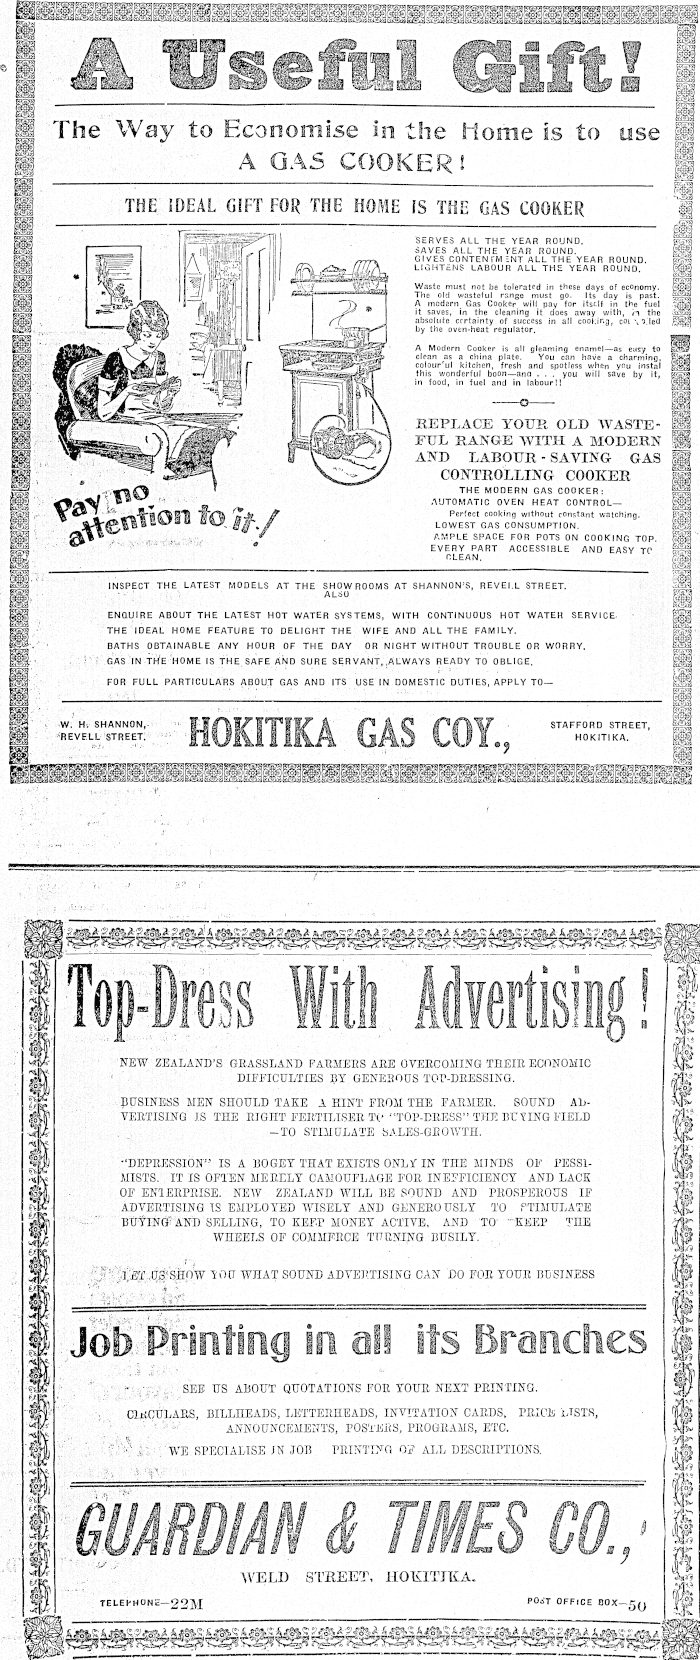 A Useful Gift!
The Way to Economise in the Home is to use
A GAS COOKER!
THE IDEAL GIFT FOR THE HOME IS THE GAS COOKER
SERVES ALL THE YEAR ROUND.
SAVES ALL THE YEAR ROUND.
GIVES CONTENTMENT ALL THE YEAR ROUND.
LIGHTENS LABOUR ALL THE YEAR ROUND.
Waste must not be tolerated in these days of economy.
The old wasteful range must go. Its day is past.
A modern Gas Cooker will pay for itself in the fuel
it saves, in the cleaning it does away with, in the
absolute certainty of success in all cooking, controlled
by the oven-heat regulator.
A Modern Cooker is all gleaming enamel—as easy to
clean as a china plate. You can have a charming,
colourful kitchen, fresh and spotless when you instal
this wonderful boon—and . . . you will save by it,
in food, in fuel and in labour!!
REPLACE YOUR OLD WASTE-
FUL RANGE WITH A MODERN
AND LABOUR-SAVING GAS
CONTROLLING COOKER
THE MODERN GAS COOKER:
AUTOMATIC OVEN HEAT CONTROL—
Perfect cooking without constant watching.
LOWEST GAS CONSUMPTION.
AMPLE SPACE FOR POTS ON COOKING TOP.
EVERY PART ACCESSIBLE AND EASY TO
CLEAN.
Pay no
attention to it!
INSPECT THE LATEST MODELS AT THE SHOWROOMS AT SHANNON'S, REVELL STREET.
ALSO
ENQUIRE ABOUT THE LATEST HOT WATER SYSTEMS, WITH CONTINUOUS HOT WATER SERVICE.
THE IDEAL HOME FEATURE TO DELIGHT THE WIFE AND ALL THE FAMILY.
BATHS OBTAINABLE ANY HOUR OF THE DAY OR NIGHT WITHOUT TROUBLE OR WORRY.
GAS IN THE HOME IS THE SAFE AND SURE SERVANT, ALWAYS READY TO OBLIGE.
FOR FULL PARTICULARS ABOUT GAS AND ITS USE IN DOMESTIC DUTIES, APPLY TO—
W. H. SHANNON,
REVELL STREET.
HOKITIKA GAS COY.,
STAFFORD STREET,
HOKITIKA.
Top-Dress With Advertising!
NEW ZEALAND'S GRASSLAND FARMERS ARE OVERCOMING THEIR ECONOMIC
DIFFICULTIES BY GENEROUS TOP-DRESSING.
BUSINESS MEN SHOULD TAKE A HINT FROM THE FARMER. SOUND AD-
VERTISING IS THE RIGHT FERTILISER TO "TOP-DRESS" THE BUYING FIELD
—TO STIMULATE SALES-GROWTH.
"DEPRESSION" IS A BOGEY THAT EXISTS ONLY IN THE MINDS OF PESSI-
MISTS. IT IS OFTEN MERELY CAMOUFLAGE FOR INEFFICIENCY AND LACK
OF ENTERPRISE. NEW ZEALAND WILL BE SOUND AND PROSPEROUS IF
ADVERTISING IS EMPLOYED WISELY AND GENEROUSLY TO STIMULATE
BUYING AND SELLING, TO KEEP MONEY ACTIVE, AND TO KEEP THE
WHEELS OF COMMERCE TURNING BUSILY.
LET US SHOW YOU WHAT SOUND ADVERTISING CAN DO FOR YOUR BUSINESS
Job Printing in all its Branches
SEE US ABOUT QUOTATIONS FOR YOUR NEXT PRINTING.
CIRCULARS, BILLHEADS, LETTERHEADS, INVITATION CARDS, PRICE LISTS,
ANNOUNCEMENTS, POSTERS, PROGRAMS, ETC.
WE SPECIALISE IN JOB PRINTING OF ALL DESCRIPTIONS.
GUARDIAN & TIMES CO.,
WELD STREET, HOKITIKA.
TELEPHONE—22M
POST OFFICE BOX—50